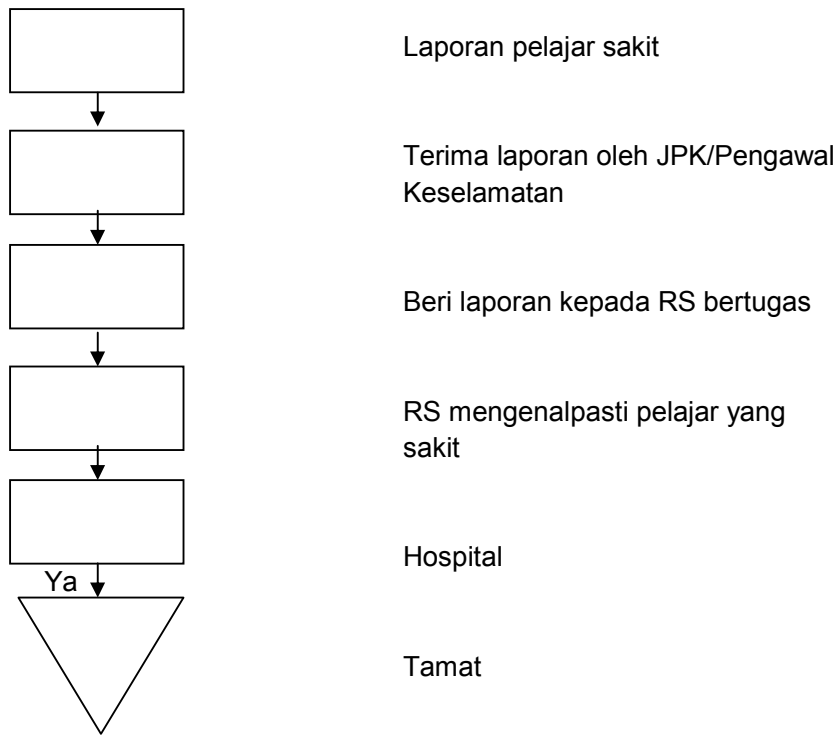 Laporan pelajar sakit
Terima laporan oleh JPK/Pengawal
Keselamatan
Beri laporan kepada RS bertugas
RS mengenalpasti pelajar yang
sakit
Hospital
Ya
Tamat